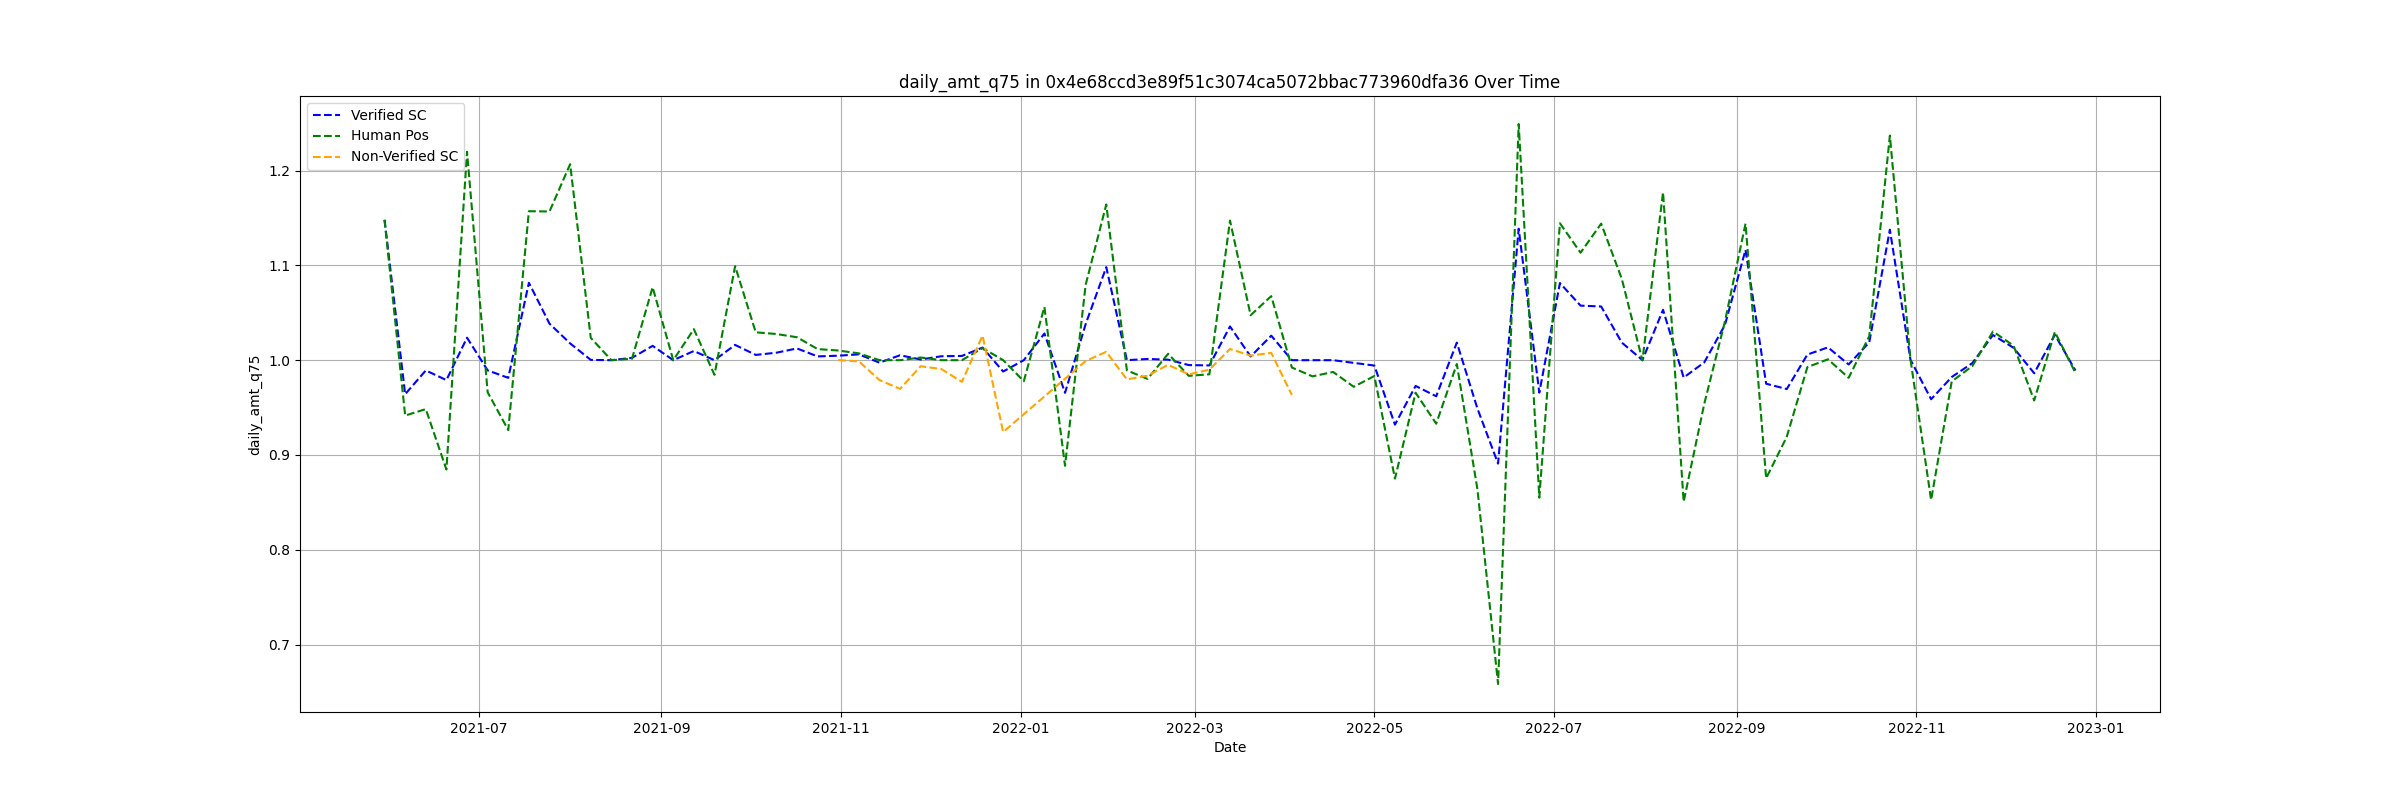 daily_amt_q75 in 0x4e68ccd3e89f51c3074ca5072bbac773960dfa36 Over Time
Verified SC
Human Pos
Non-Verified SC
daily_amt_q75
1.2
1.1
1.0
0.9
0.8
0.7
2021-07
2021-09
2021-11
2022-01
2022-03
2022-05
2022-07
2022-09
2022-11
2023-01
Date